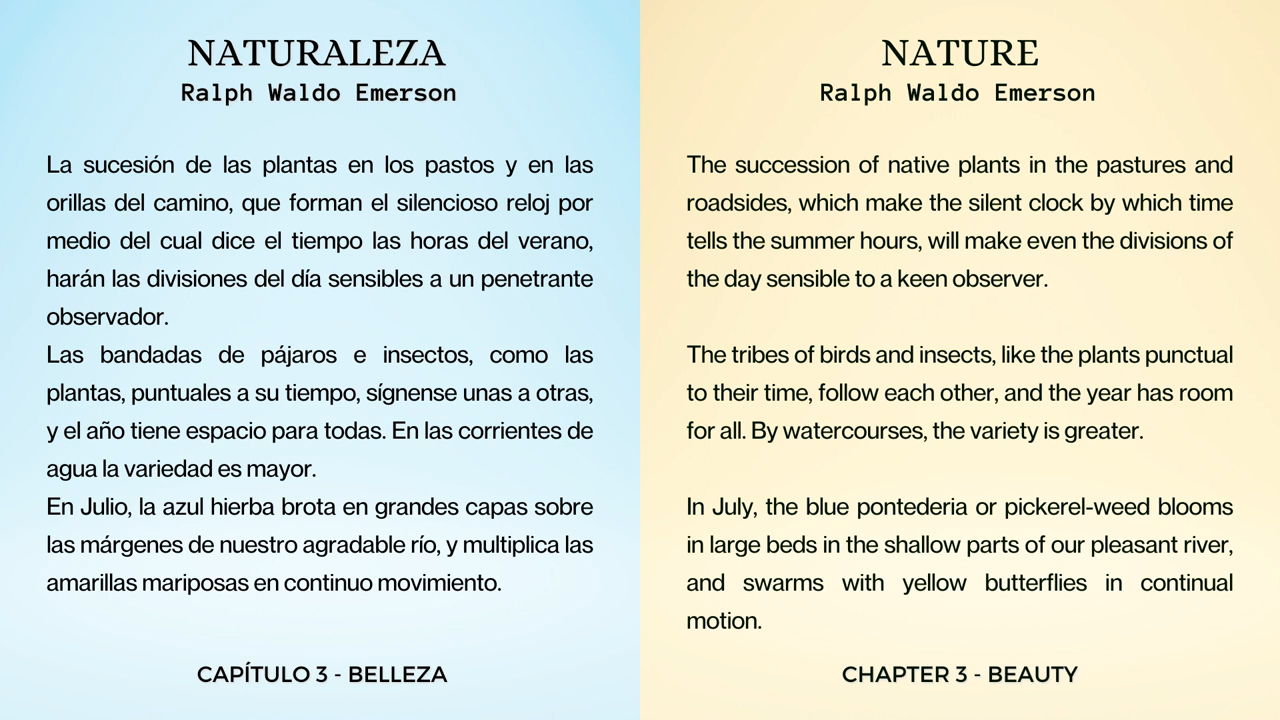 NATURALEZA
Ralph Waldo Emerson
La sucesión de las plantas en los pastos y en las
orillas del camino, que forman el silencioso reloj por
medio del cual dice el tiempo las horas del verano,
harán las divisiones del día sensibles a un penetrante
observador.
Las bandadas de pájaros e insectos, como las
plantas, puntuales a su tiempo, sígnense unas a otras,
y el año tiene espacio para todas. En las corrientes de
agua la variedad es mayor.
En Julio, la azul hierba brota en grandes capas sobre
las márgenes de nuestro agradable río, y multiplica las
amarillas mariposas en continuo movimiento.
CAPÍTULO 3 - BELLEZA
NATURE
Ralph Waldo Emerson
The succession of native plants in the pastures and
roadsides, which make the silent clock by which time
tells the summer hours, will make even the divisions of
the day sensible to a keen observer.
The tribes of birds and insects, like the plants punctual
to their time, follow each other, and the year has room
for all. By watercourses, the variety is greater.
In July, the blue pontederia or pickerel-weed blooms
in large beds in the shallow parts of our pleasant river,
and swarms with yellow butterflies in continual
motion.
CHAPTER 3 - BEAUTY